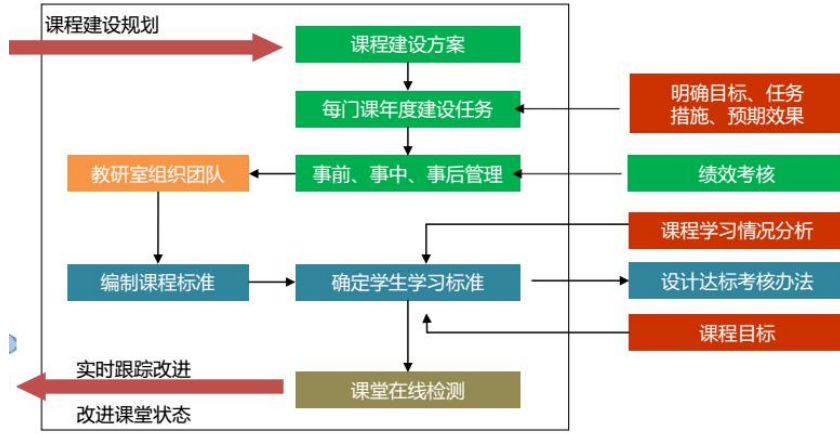 课程建设规划
课程建设方案
每门课年度建设任务
明确目标、任务
措施、预期效果
教研室组织团队
事前、事中、事后管理
绩效考核
课程学习情况分析
编制课程标准
确定学生学习标准
设计达标考核办法
课程目标
实时跟踪改进
课堂在线检测
改进课堂状态